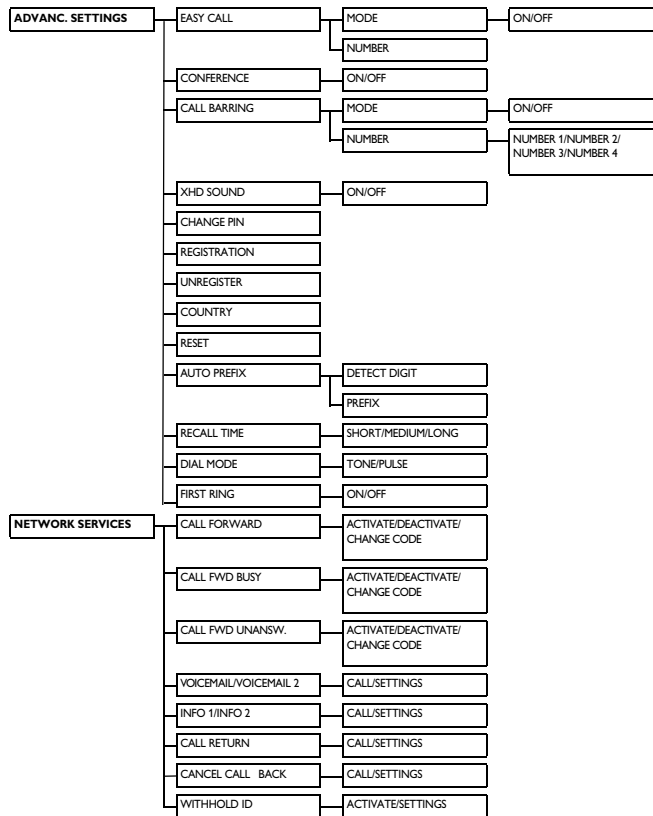 ADVANC. SETTINGS EASY CALL MODE ON/OFF
NUMBER
CONFERENCE ON/OFF
CALL BARRING MODE ON/OFF
NUMBER NUMBER 1/NUMBER 2/
NUMBER 3/NUMBER 4
XHD SOUND ON/OFF
CHANGE PIN
REGISTRATION
UNREGISTER
COUNTRY
RESET
AUTO PREFIX DETECT DIGIT
PREFIX
RECALL TIME SHORT/MEDIUM/LONG
DIAL MODE TONE/PULSE
FIRST RING ON/OFF
NETWORK SERVICES CALL FORWARD ACTIVATE/DEACTIVATE/
CHANGE CODE
CALL FWD BUSY ACTIVATE/DEACTIVATE/
CHANGE CODE
CALL FWD UNANSW. ACTIVATE/DEACTIVATE/
CHANGE CODE
VOICEMAIL/VOICEMAIL 2 CALL/SETTINGS
INFO 1/INFO 2 CALL/SETTINGS
CALL RETURN CALL/SETTINGS
CANCEL CALL BACK CALL/SETTINGS
WITHHOLD ID ACTIVATE/SETTINGS